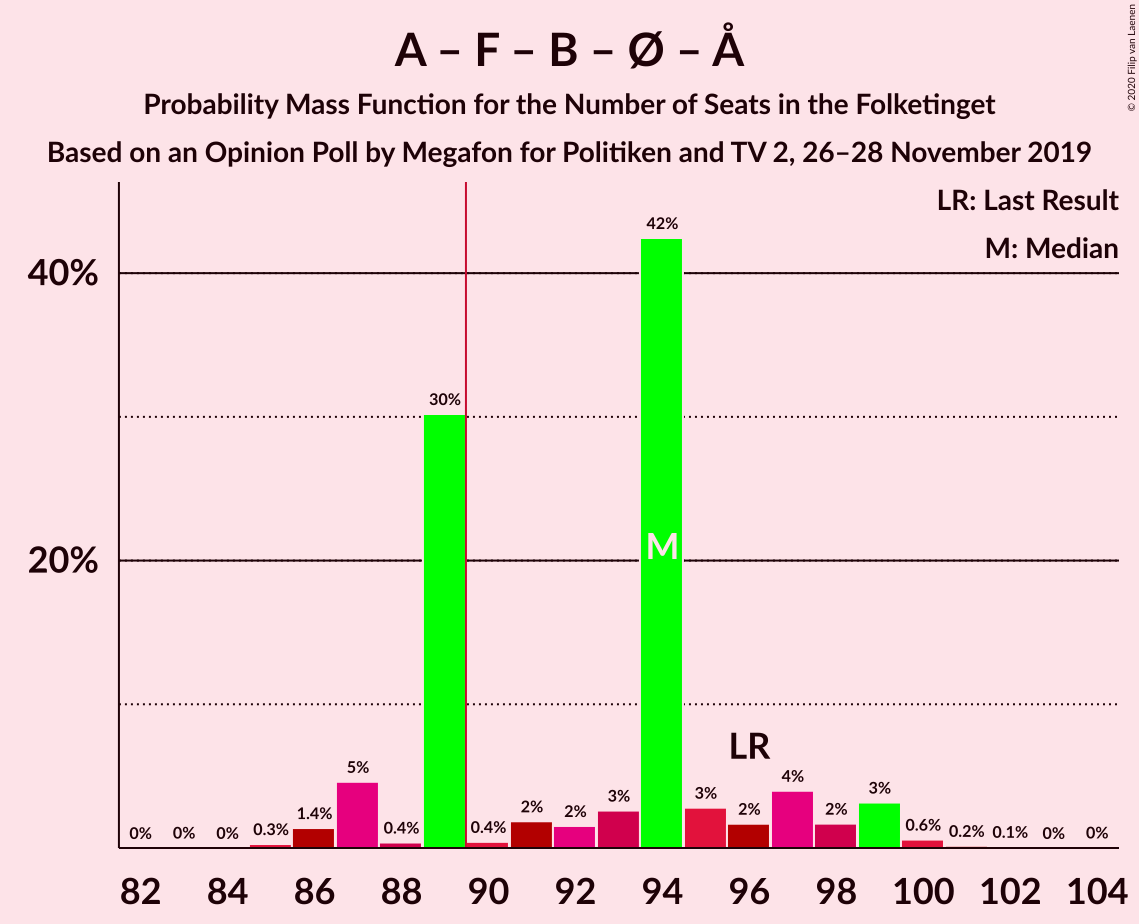 A – F – B – Ø – Å
Probability Mass Function for the Number of Seats in the Folketinget
Based on an Opinion Poll by Megafon for Politiken and TV 2, 26–28 November 2019
© 2020 Filip van Laenen
LR: Last Result
M: Median
40%
20%
0% 0% 0% 0.3% 1.4% 5% 0.4% 30% 0.4% 2% 2% 3% 42% 3% 2% 4% 2% 3% 0.6% 0.2% 0.1% 0% 0%
M
LR
82 84 86 88 90 92 94 96 98 100 102 104